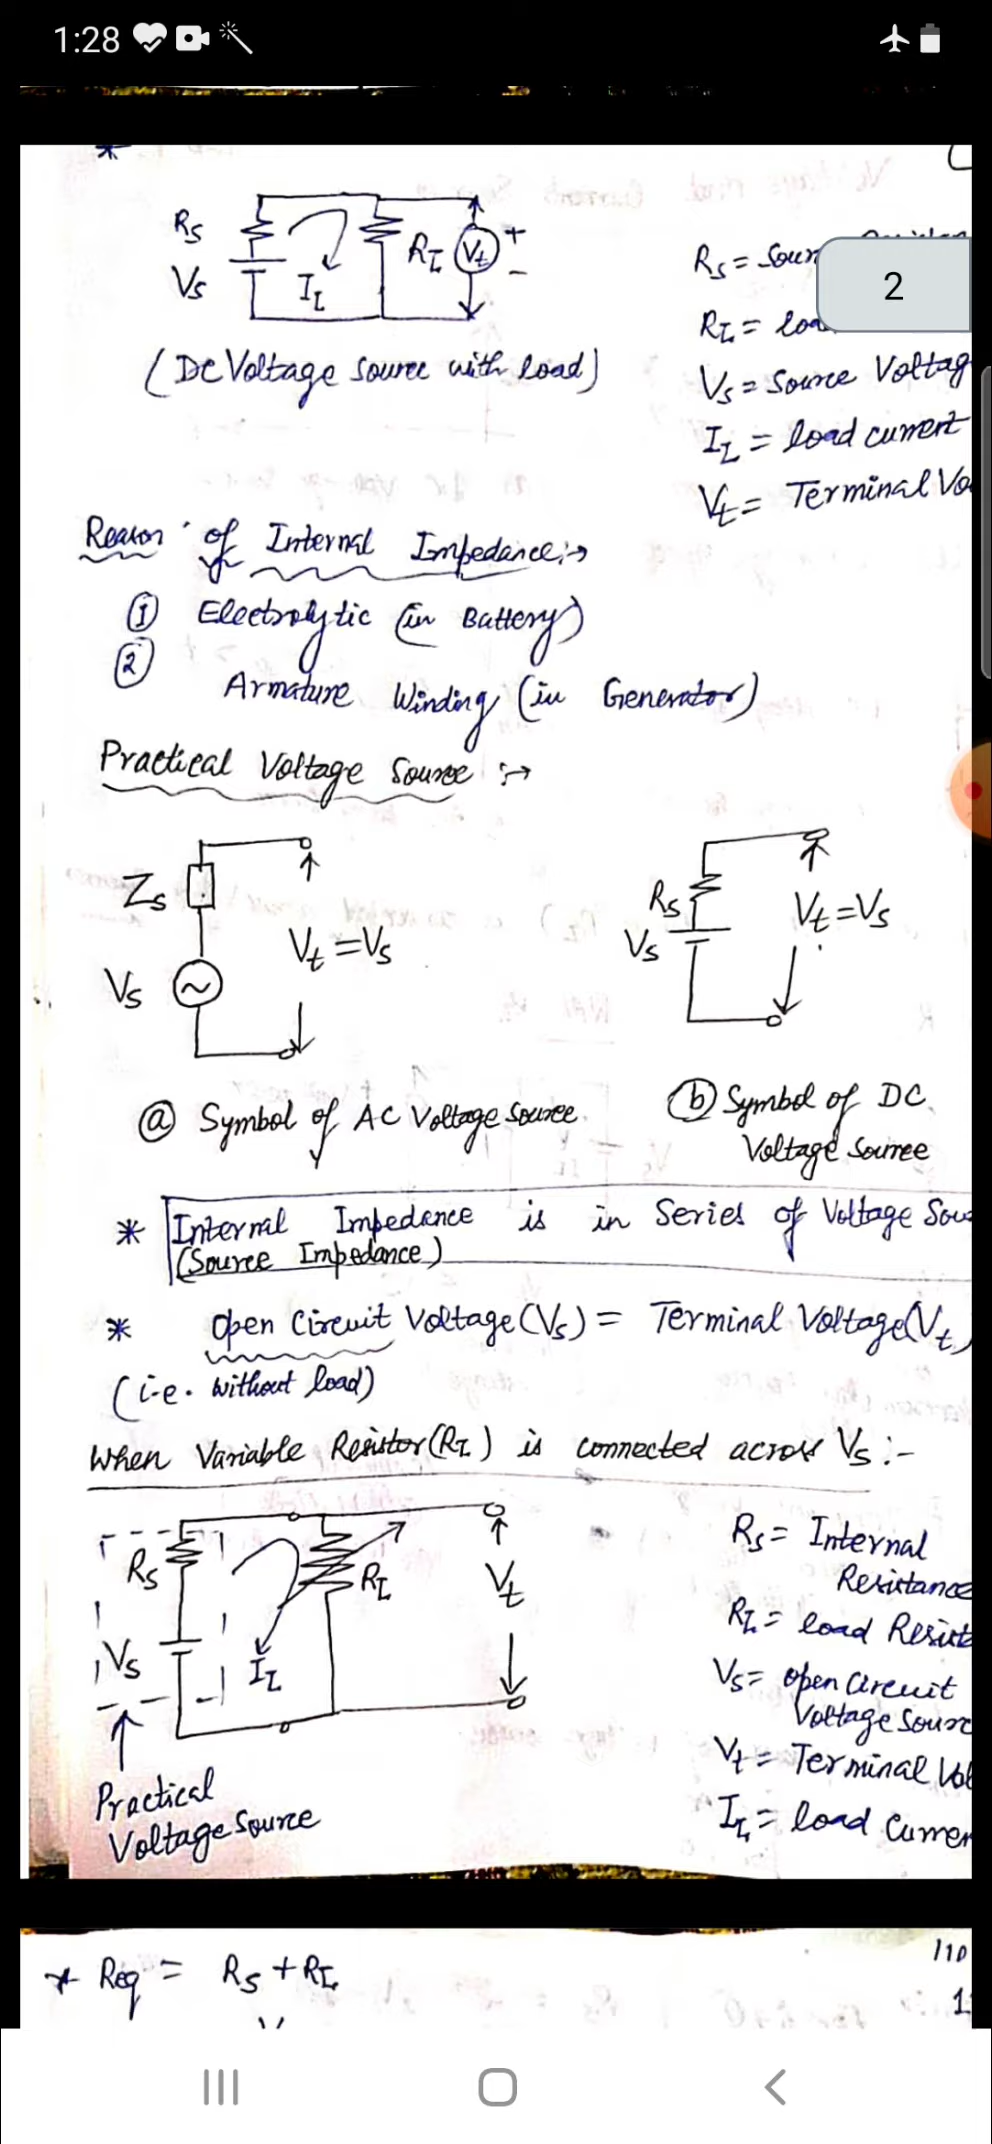 1:28
*
Rs
Vs
IL
RL
Vt
+
-
2
Rs = Sour
RL = loa
Vs = Source Voltag
IL = load current
Vt = Terminal Vo
(DC Voltage Source with load)
Reason of Internal Impedance :→
① Electrolytic (in Battery)
② Armature Winding (in Generator)
Practical Voltage Source :→
Zs
Vs
Vt = Vs
Rs
Vs
Vt = Vs
ⓐ Symbol of AC Voltage Source
ⓑ Symbol of DC
Voltage Source
* Internal Impedance is in Series of Voltage Sou
(Source Impedance)
* Open Circuit Voltage (Vs) = Terminal Voltage (Vt)
(i.e. without load)
When Variable Resistor (RL) is connected across Vs :-
Rs
Vs
IL
RL
Vt
Practical
Voltage Source
Rs = Internal
Resistance
RL = load Resist
Vs = open circuit
Voltage Sourc
Vt = Terminal Vol
IL = load Curren
* Req = Rs + RL
110
1